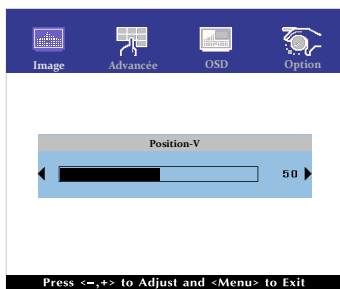 Image Advancée OSD Option
Position-V
50
Press <–,+> to Adjust and <Menu> to Exit